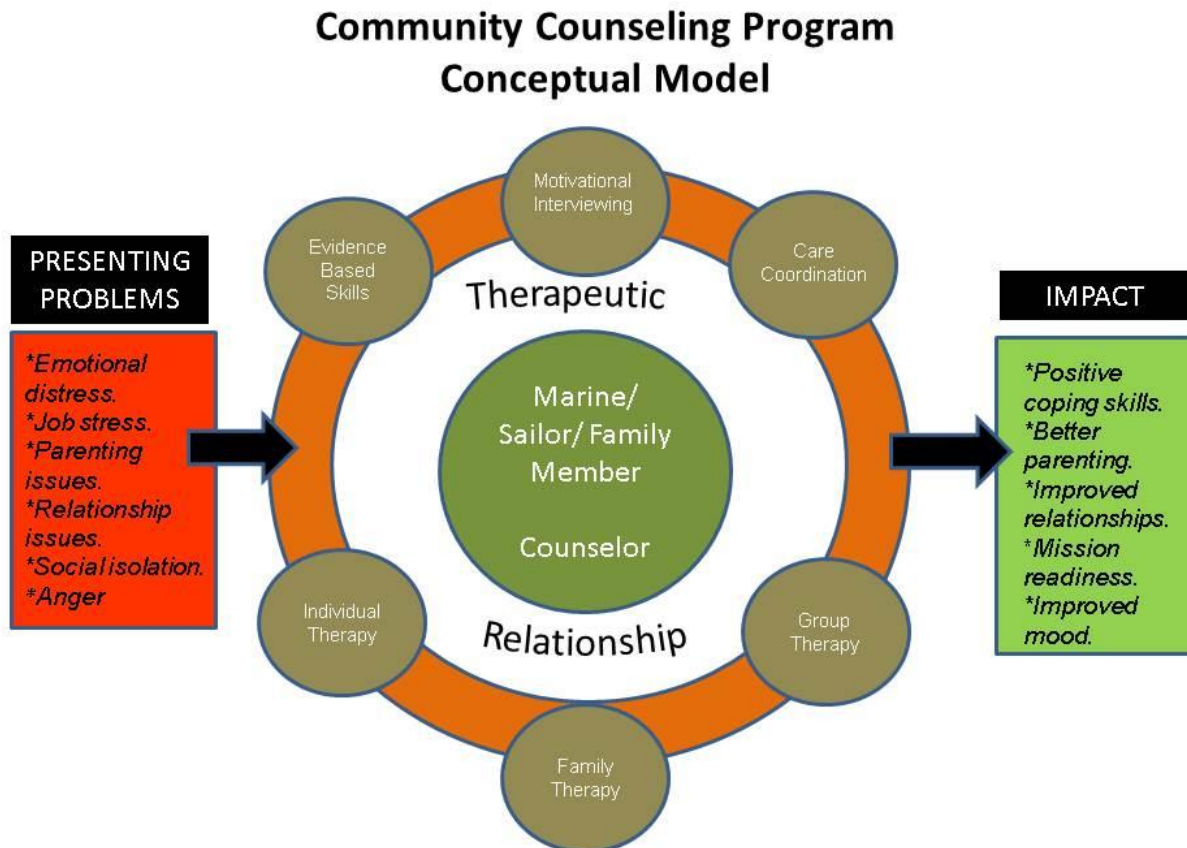 Community Counseling Program
Conceptual Model
PRESENTING
PROBLEMS
*Emotional
distress.
*Job stress.
*Parenting
issues.
*Relationship
issues.
*Social isolation.
*Anger
Evidence
Based
Skills
Motivational
Interviewing
Care
Coordination
Therapeutic
Marine/
Sailor/ Family
Member
Counselor
Relationship
Individual
Therapy
Family
Therapy
Group
Therapy
IMPACT
*Positive
coping skills.
*Better
parenting.
*Improved
relationships.
*Mission
readiness.
*Improved
mood.